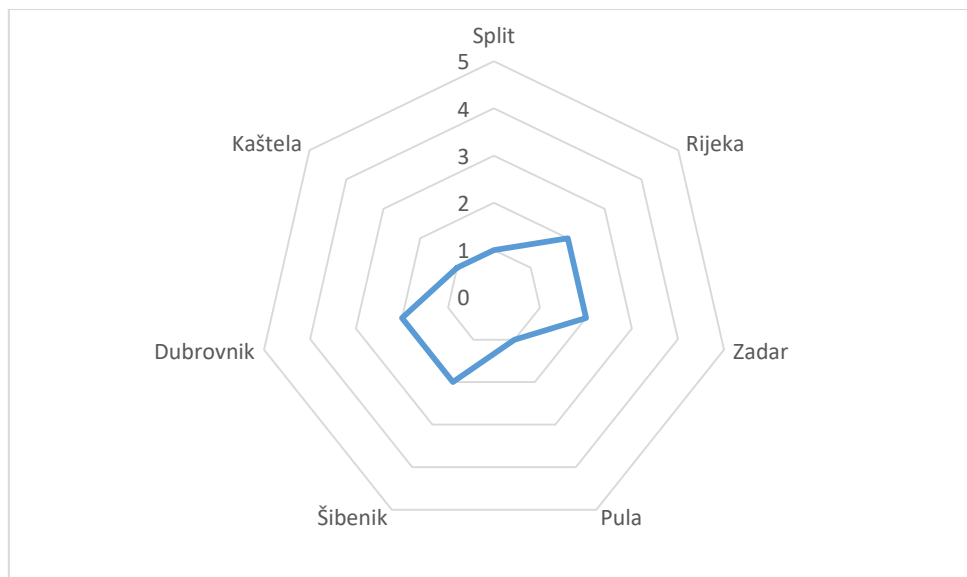 Split
5
Kaštela
Rijeka
4
3
2
1
0
Dubrovnik
Zadar
Šibenik
Pula